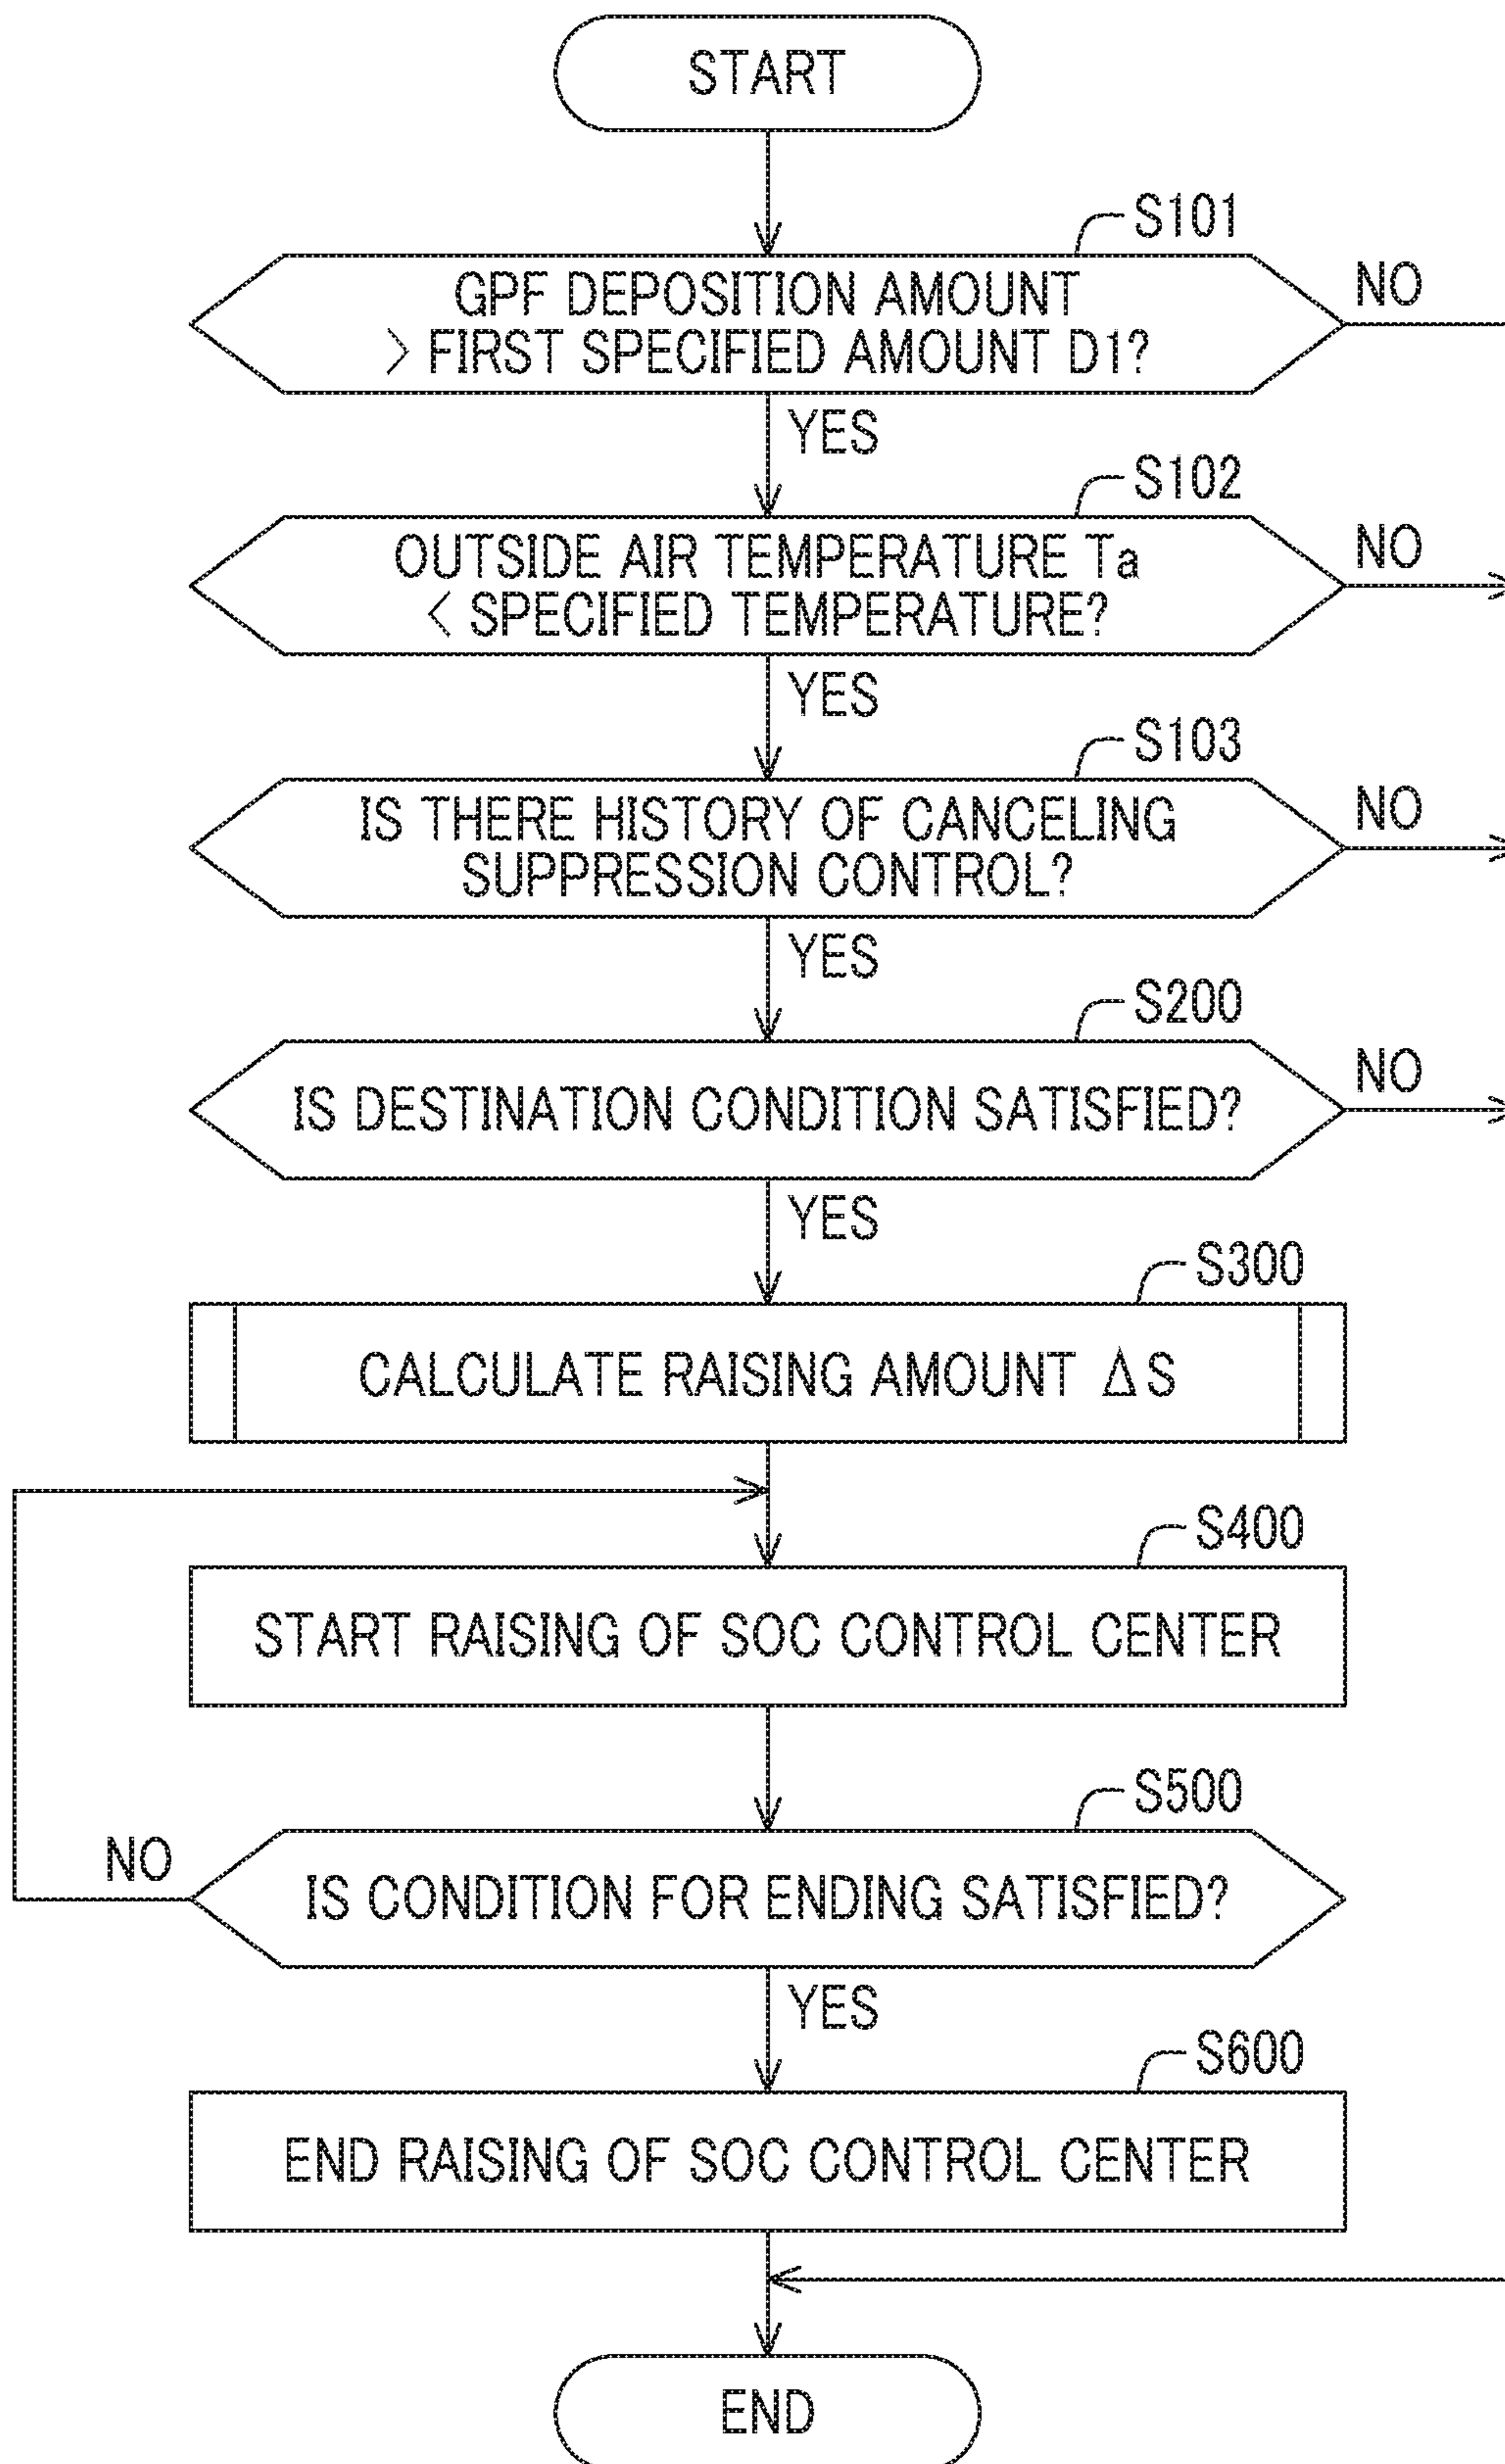 START
S101
GPF DEPOSITION AMOUNT
> FIRST SPECIFIED AMOUNT D1?
NO
YES
S102
OUTSIDE AIR TEMPERATURE Ta
< SPECIFIED TEMPERATURE?
NO
YES
S103
IS THERE HISTORY OF CANCELING
SUPPRESSION CONTROL?
NO
YES
S200
IS DESTINATION CONDITION SATISFIED?
NO
YES
S300
CALCULATE RAISING AMOUNT ΔS
S400
START RAISING OF SOC CONTROL CENTER
S500
NO
IS CONDITION FOR ENDING SATISFIED?
YES
S600
END RAISING OF SOC CONTROL CENTER
END